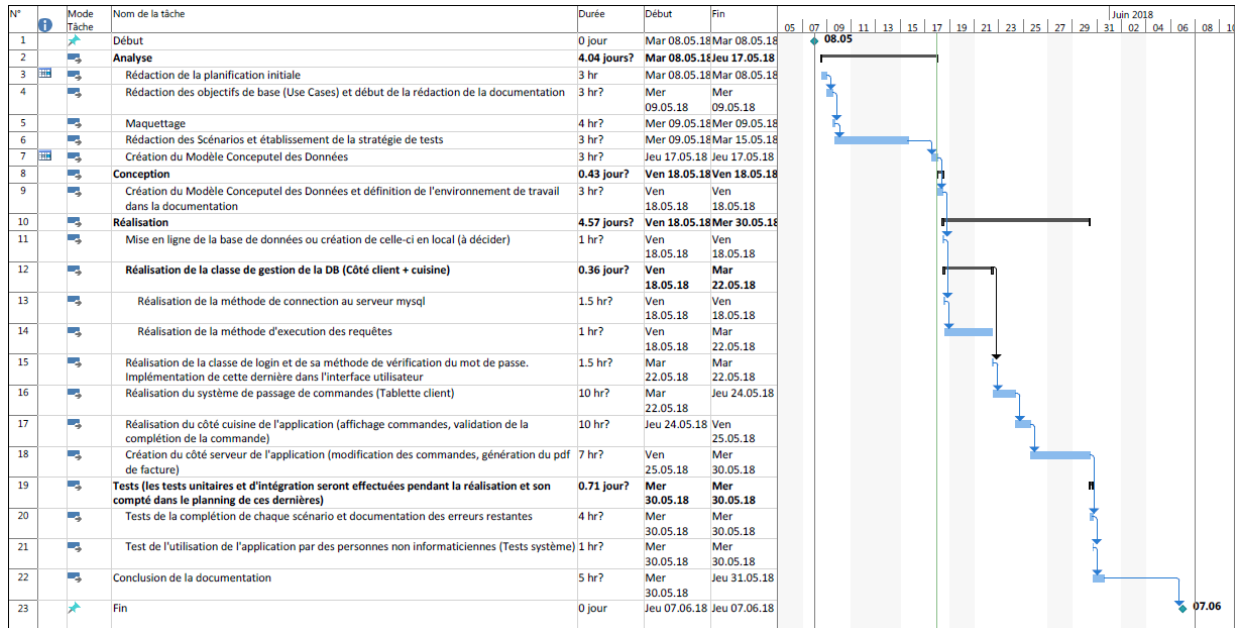 N° Mode Tâche Nom de la tâche Durée Début Fin Juin 2018
05 07 09 11 13 15 17 19 21 23 25 27 29 31 02 04 06 08 10
1 Début 0 jour Mar 08.05.18 Mar 08.05.18 08.05
2 Analyse 4.04 jours? Mar 08.05.18 Jeu 17.05.18
3 Rédaction de la planification initiale 3 hr Mar 08.05.18 Mar 08.05.18
4 Rédaction des objectifs de base (Use Cases) et début de la rédaction de la documentation 3 hr? Mer Mer
09.05.18 09.05.18
5 Maquettage 4 hr? Mer 09.05.18 Mer 09.05.18
6 Rédaction des Scénarios et établissement de la stratégie de tests 3 hr? Mer 09.05.18 Mar 15.05.18
7 Création du Modèle Conceputel des Données 3 hr? Jeu 17.05.18 Jeu 17.05.18
8 Conception 0.43 jour? Ven 18.05.18 Ven 18.05.18
9 Création du Modèle Conceputel des Données et définition de l'environnement de travail 3 hr? Ven Ven
dans la documentation 18.05.18 18.05.18
10 Réalisation 4.57 jours? Ven 18.05.18 Mer 30.05.18
11 Mise en ligne de la base de données ou création de celle-ci en local (à décider) 1 hr? Ven Ven
18.05.18 18.05.18
12 Réalisation de la classe de gestion de la DB (Côté client + cuisine) 0.36 jour? Ven Mar
18.05.18 22.05.18
13 Réalisation de la méthode de connection au serveur mysql 1.5 hr? Ven Ven
18.05.18 18.05.18
14 Réalisation de la méthode d'execution des requêtes 1 hr? Ven Mar
18.05.18 22.05.18
15 Réalisation de la classe de login et de sa méthode de vérification du mot de passe. 1.5 hr? Mar Mar
Implémentation de cette dernière dans l'interface utilisateur 22.05.18 22.05.18
16 Réalisation du système de passage de commandes (Tablette client) 10 hr? Mar Jeu 24.05.18
22.05.18
17 Réalisation du côté cuisine de l'application (affichage commandes, validation de la 10 hr? Jeu 24.05.18 Ven
complétion de la commande) 25.05.18
18 Création du côté serveur de l'application (modification des commandes, génération du pdf 7 hr? Ven Mer
de facture) 25.05.18 30.05.18
19 Tests (les tests unitaires et d'intégration seront effectuées pendant la réalisation et son 0.71 jour? Mer Mer
compté dans le planning de ces dernières) 30.05.18 30.05.18
20 Tests de la complétion de chaque scénario et documentation des erreurs restantes 4 hr? Mer Mer
30.05.18 30.05.18
21 Test de l'utilisation de l'application par des personnes non informaticiennes (Tests système) 1 hr? Mer Mer
30.05.18 30.05.18
22 Conclusion de la documentation 5 hr? Mer Jeu 31.05.18
30.05.18
23 Fin 0 jour Jeu 07.06.18 Jeu 07.06.18 07.06